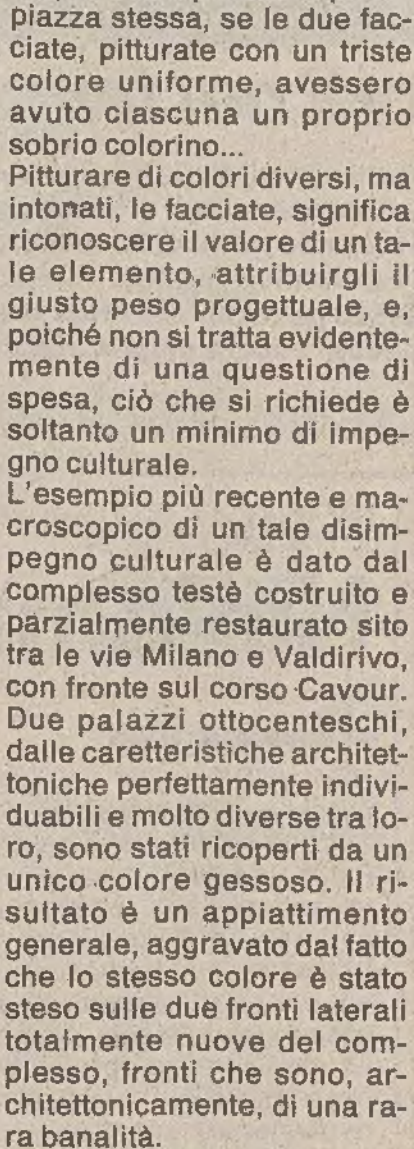 piazza stessa, se le due fac-
ciate, pitturate con un triste
colore uniforme, avessero
avuto ciascuna un proprio
sobrio colorino...
Pitturare di colori diversi, ma
intonati, le facciate, significa
riconoscere il valore di un ta-
le elemento, attribuirgli il
giusto peso progettuale, e,
poiché non si tratta evidente-
mente di una questione di
spesa, ciò che si richiede è
soltanto un minimo di impe-
gno culturale.
L'esempio più recente e ma-
croscopico di un tale disim-
pegno culturale è dato dal
complesso testè costruito e
parzialmente restaurato sito
tra le vie Milano e Valdirivo,
con fronte sul corso Cavour.
Due palazzi ottocenteschi,
dalle caretteristiche architet-
toniche perfettamente indivi-
duabili e molto diverse tra lo-
ro, sono stati ricoperti da un
unico colore gessoso. Il ri-
sultato è un appiattimento
generale, aggravato dal fatto
che lo stesso colore è stato
steso sulle due fronti laterali
totalmente nuove del com-
plesso, fronti che sono, ar-
chitettonicamente, di una ra-
ra banalità.